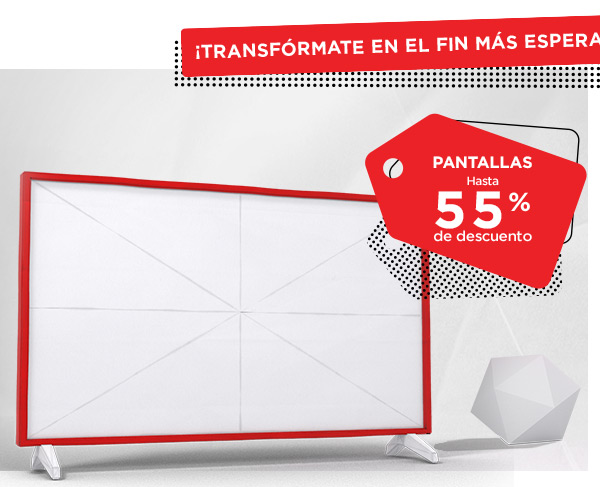 ¡TRANSFÓRMATE EN EL FIN MÁS ESPERA
PANTALLAS
Hasta
55%
de descuento